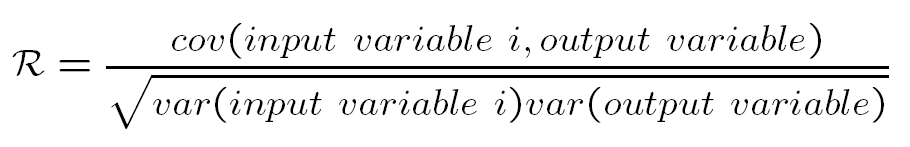 cov(input variable i, output variable)
ℛ =
√var(input variable i)var(output variable)